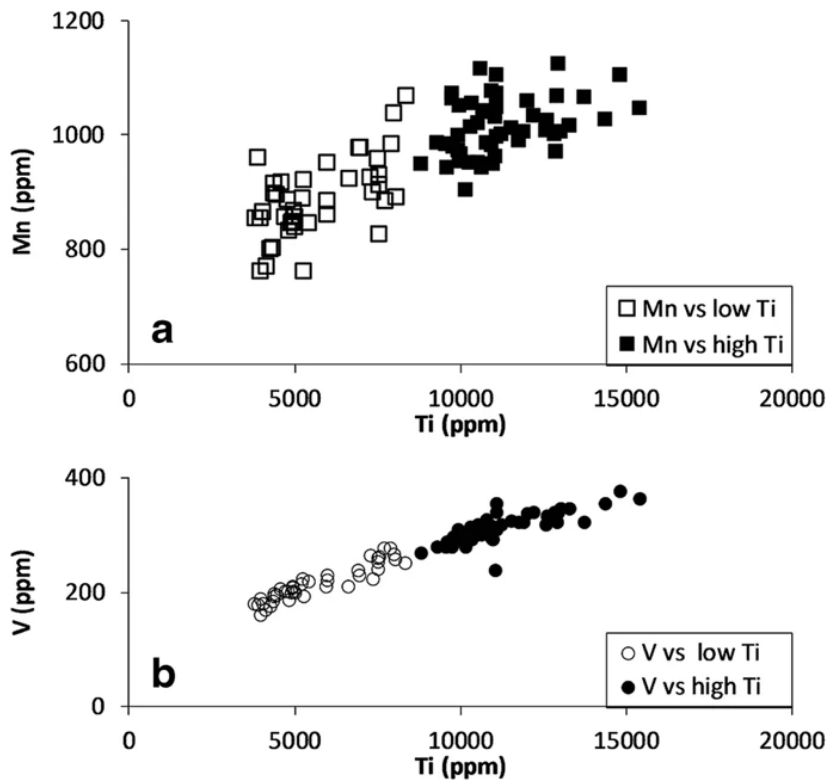 1200
1000
800
600
Mn (ppm)
a
Mn vs low Ti
Mn vs high Ti
0 5000 10000 15000 20000
Ti (ppm)
400
200
0
V (ppm)
b
V vs low Ti
V vs high Ti
0 5000 10000 15000 20000
Ti (ppm)